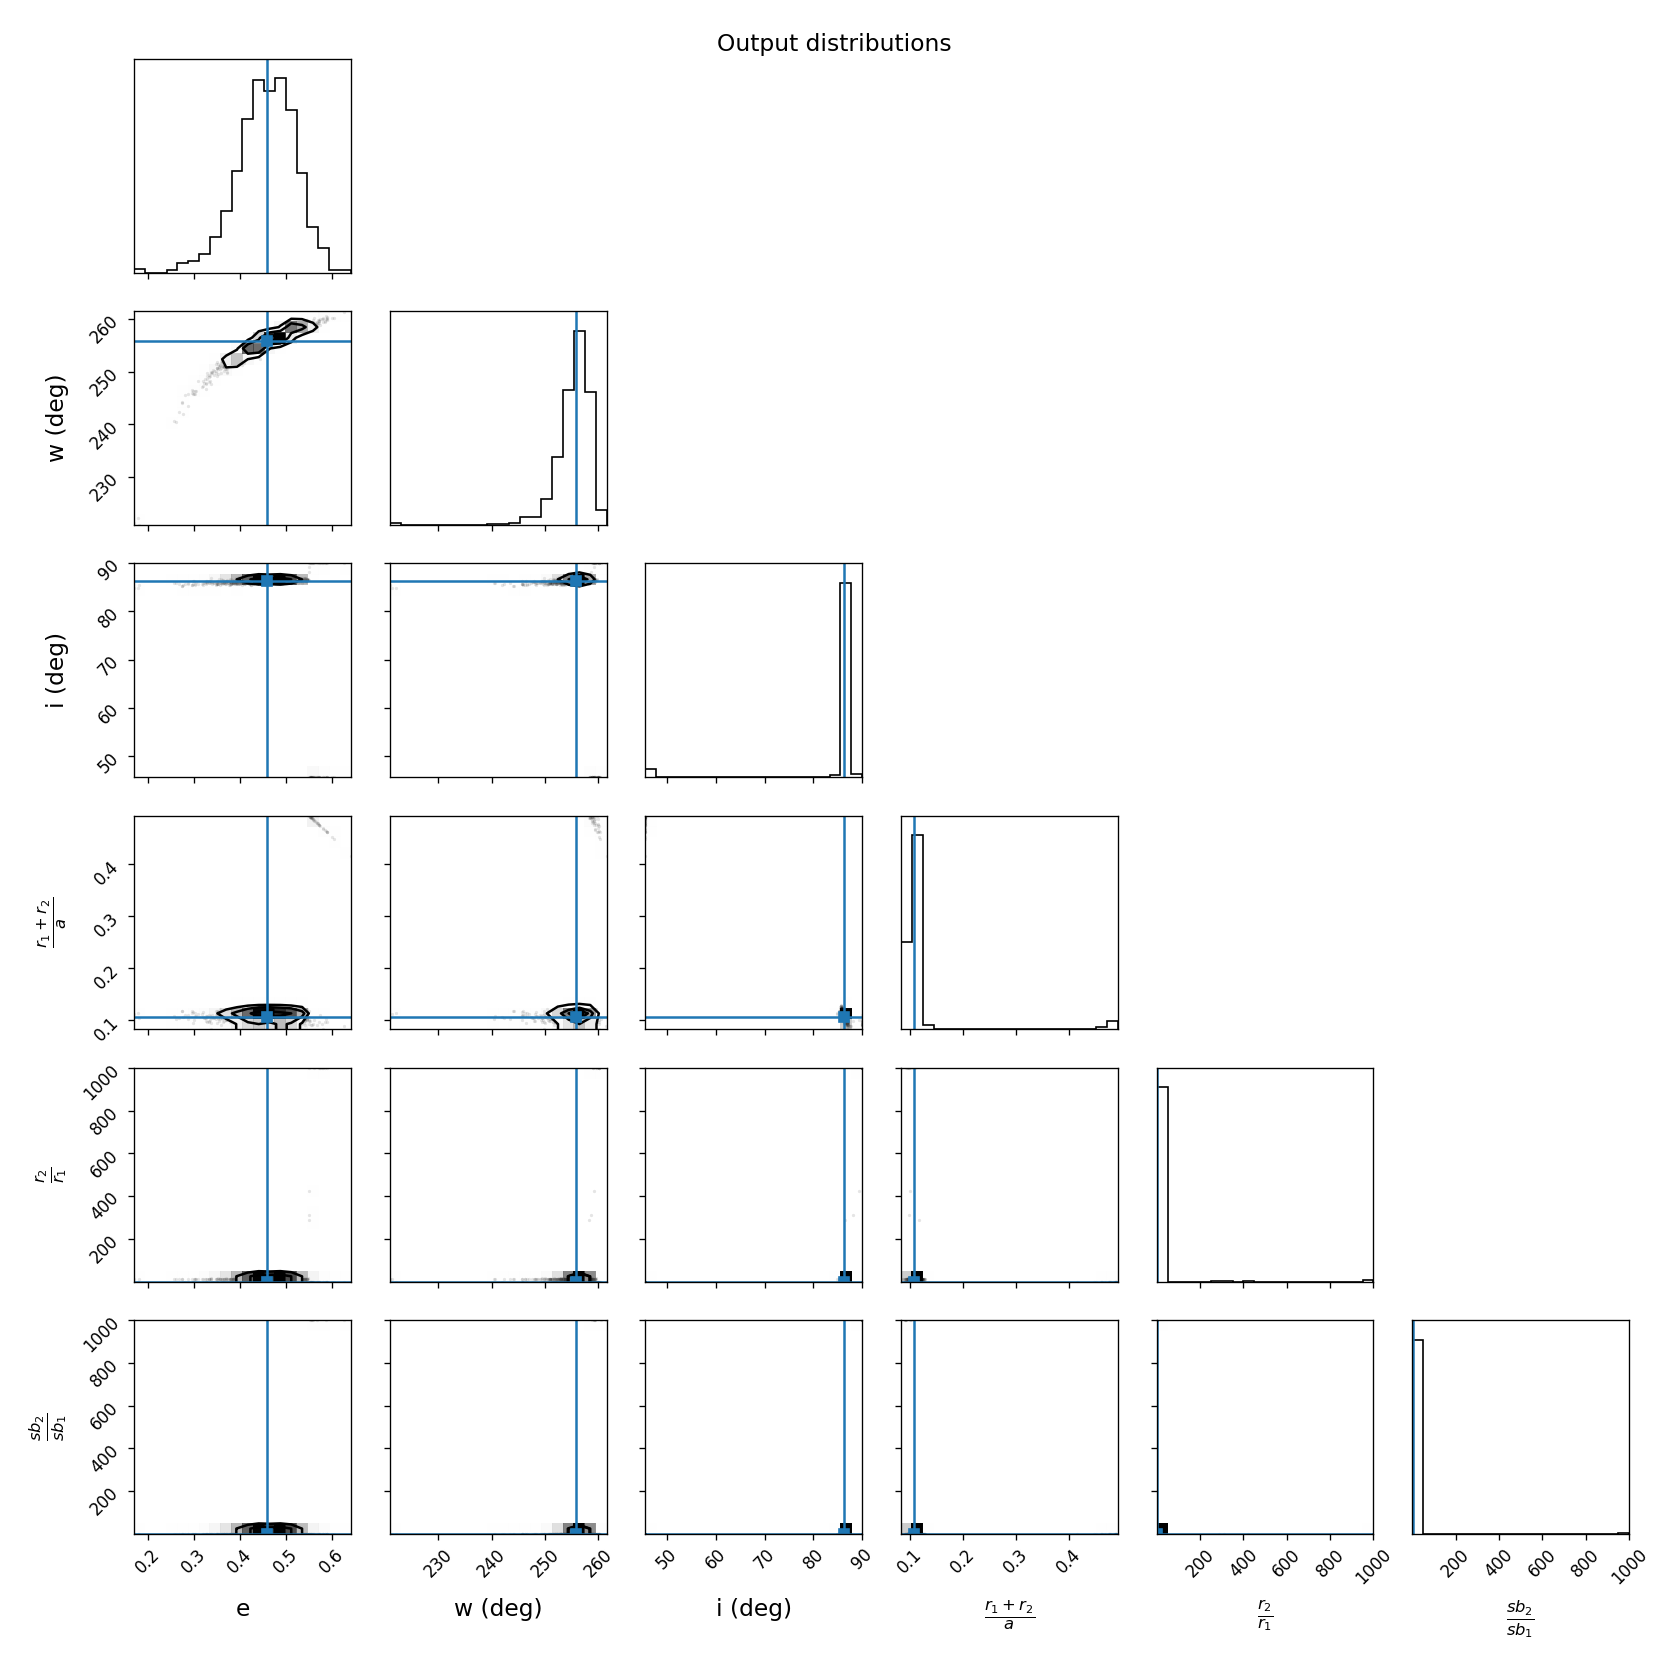 Output distributions
260
250
240
230
w (deg)
90
80
70
60
50
i (deg)
0.4
0.3
0.2
0.1
r1 + r2
a
1000
800
600
400
200
r2
r1
1000
800
600
400
200
sb2
sb1
0.2 0.3 0.4 0.5 0.6 230 240 250 260 50 60 70 80 90 0.1 0.2 0.3 0.4 200 400 600 800 1000 200 400 600 800 1000
e w (deg) i (deg)
r1 + r2
a
r2
r1
sb2
sb1